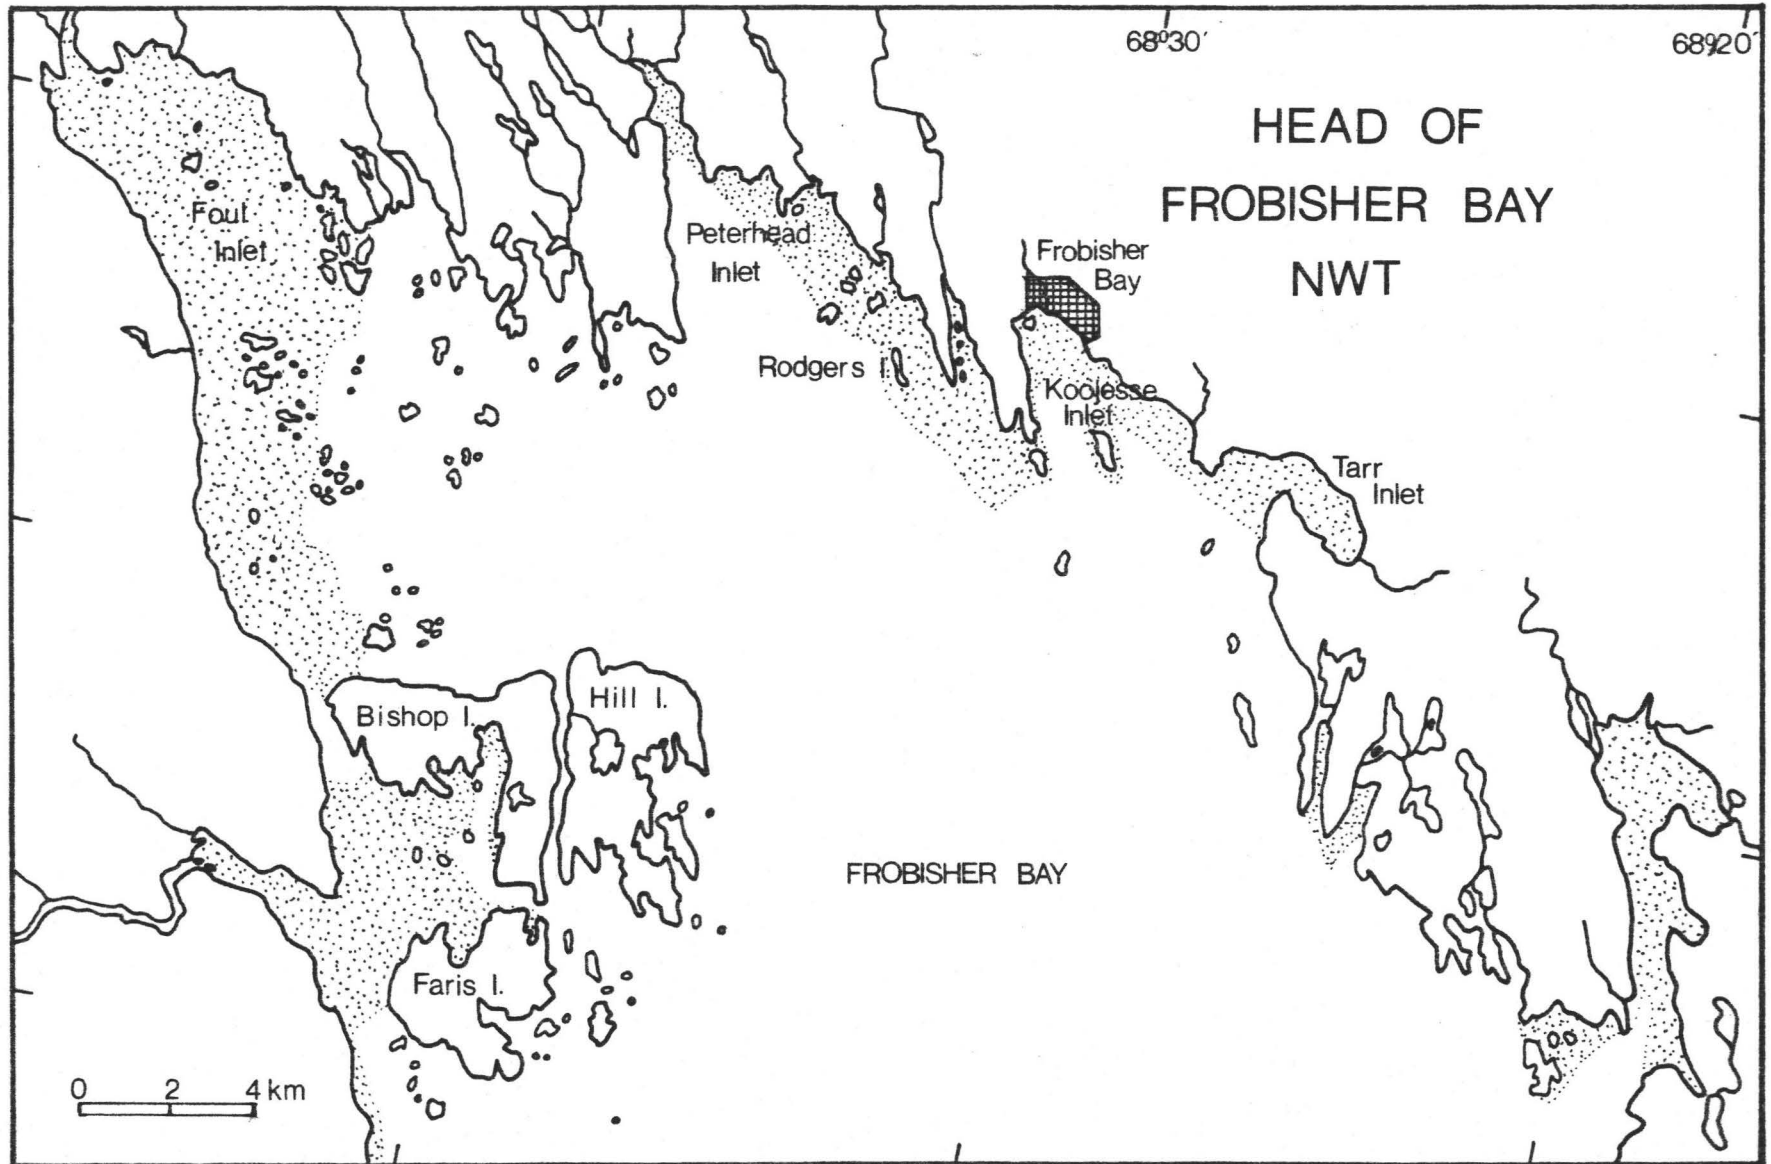 68°30′
68°20′
HEAD OF
FROBISHER BAY
NWT
Foul
Inlet
Peterhead
Inlet
Frobisher
Bay
Rodgers I.
Koojesse
Inlet
Tarr
Inlet
Bishop I.
Hill I.
FROBISHER BAY
Faris I.
0 2 4 km